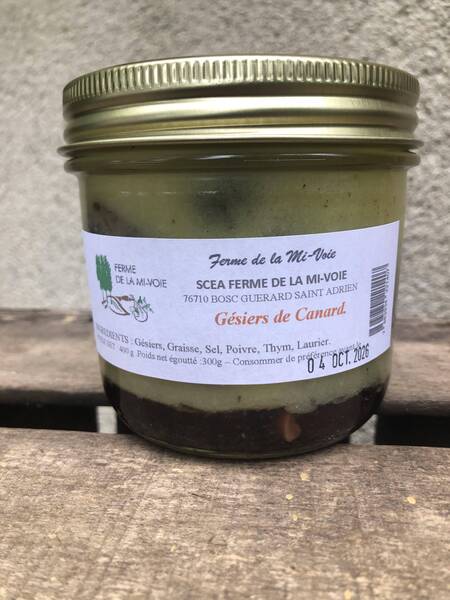 Ferme de la Mi-Voie
FERME
DE LA MI-VOIE
SCEA FERME DE LA MI-VOIE
76710 BOSC GUERARD SAINT ADRIEN
Gésiers de Canard.
INGREDIENTS : Gésiers, Graisse, Sel, Poivre, Thym, Laurier.
NET 400 g Poids net égoutté :300g – Consommer de préférence avant le
04 OCT. 2026